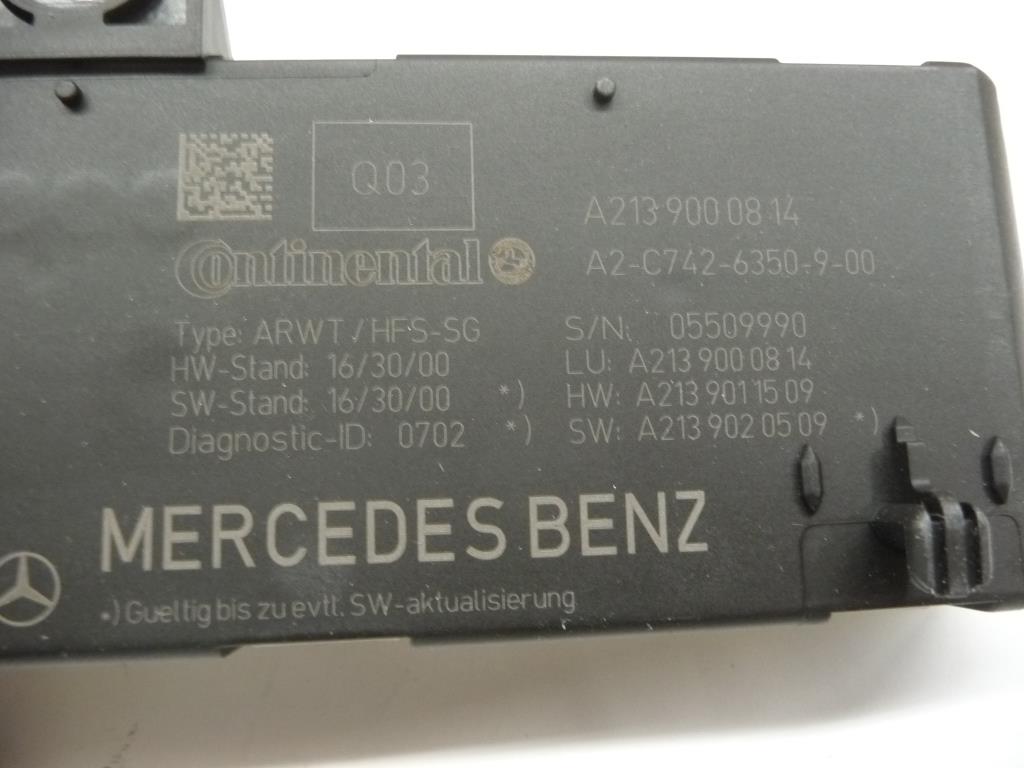 Q03
A213 900 08 14
Continental
A2-C742-6350-9-00
Type: ARWT/HFS-SG
S/N: 05509990
HW-Stand: 16/30/00
LU: A213 900 08 14
SW-Stand: 16/30/00 *)
HW: A213 901 15 09
Diagnostic-ID: 0702 *)
SW: A213 902 05 09 *)
MERCEDES BENZ
*) Gueltig bis zu evtl. SW-aktualisierung